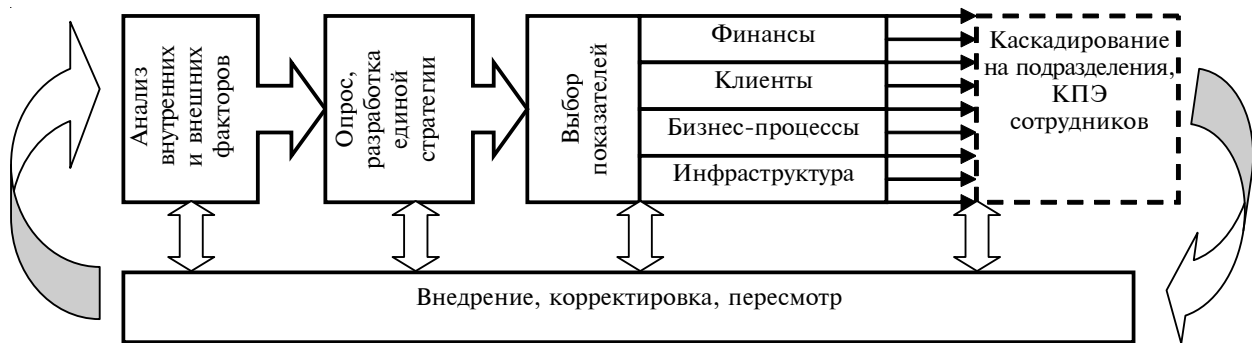 Анализ
внутренних
и внешних
факторов
Опрос,
разработка
единой
стратегии
Выбор
показателей
Финансы
Клиенты
Бизнес-процессы
Инфраструктура
Каскадирование
на подразделения,
КПЭ
сотрудников
Внедрение, корректировка, пересмотр